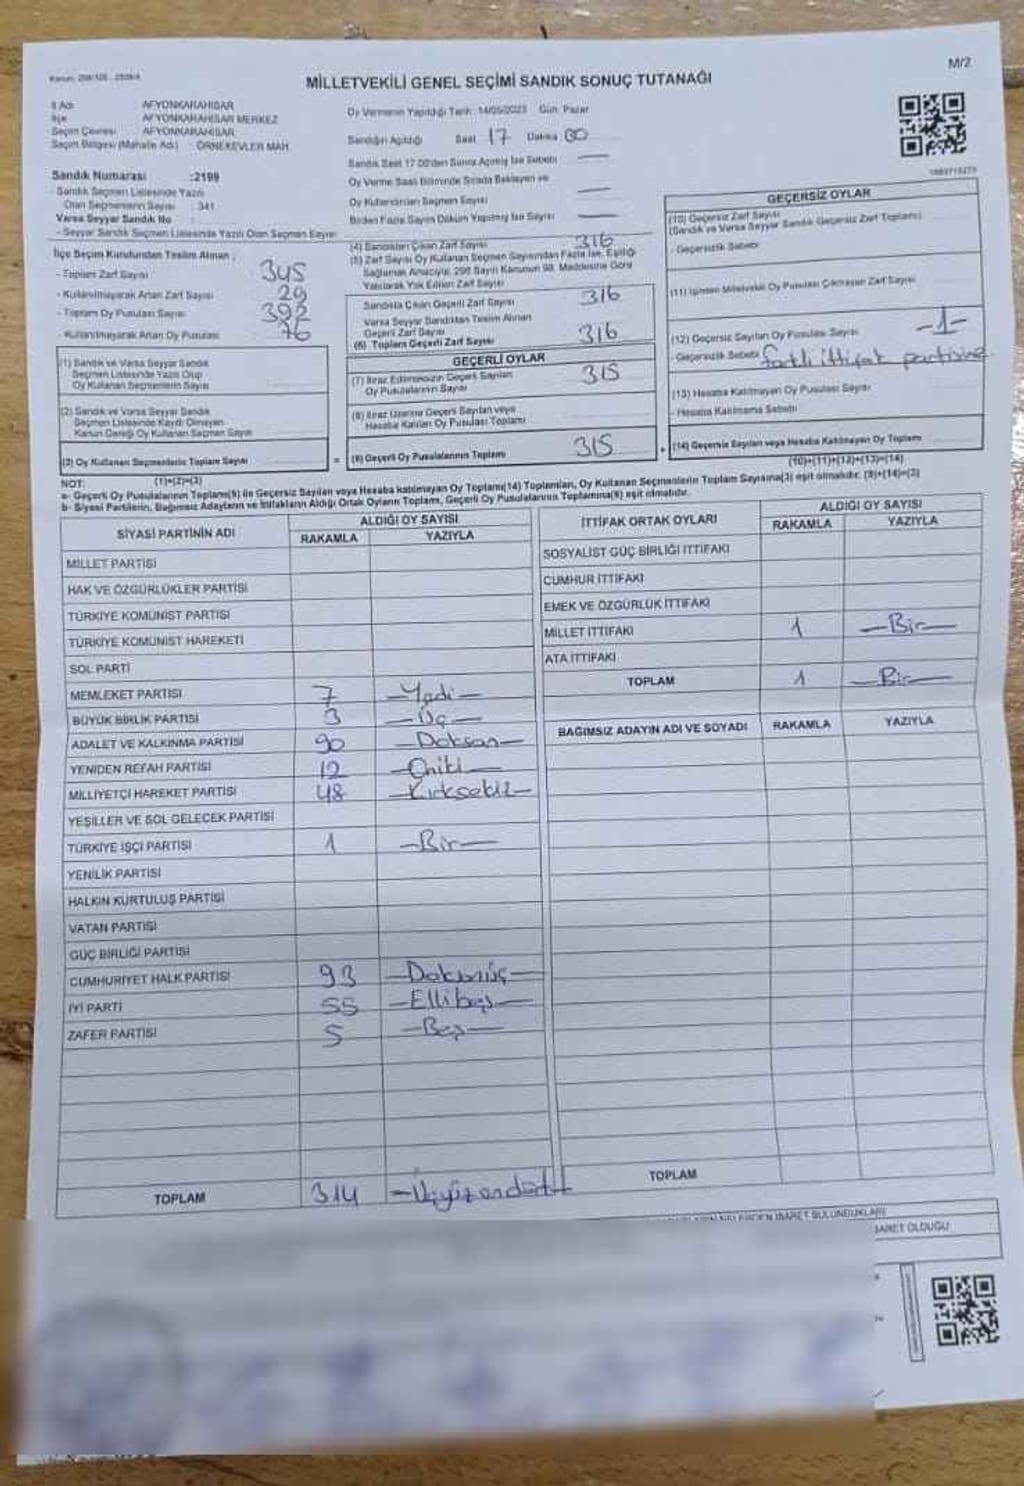 M/2
MİLLETVEKİLİ GENEL SEÇİMİ SANDIK SONUÇ TUTANAĞI
İl Adı AFYONKARAHİSAR
İlçe AFYONKARAHİSAR MERKEZ
Seçim Çevresi AFYONKARAHİSAR
Seçim Bölgesi (Mahalle Adı) : ÖRNEKEVLER MAH.
Sandık Numarası :2199
- Sandık Seçmen Listesinde Yazılı
Olan Seçmenlerin Sayısı : 341
Varsa Seyyar Sandık No :
- Seyyar Sandık Seçmen Listesinde Yazılı Olan Seçmen Sayısı
İlçe Seçim Kurulundan Teslim Alınan ;
- Toplam Zarf Sayısı 345
- Kullanılmayarak Artan Zarf Sayısı 29
- Toplam Oy Pusulası Sayısı 392
- Kullanılmayarak Artan Oy Pusulası 76
(1) Sandık ve Varsa Seyyar Sandık
Seçmen Listesinde Yazılı Olup
Oy Kullanan Seçmenlerin Sayısı
(2) Sandık ve Varsa Seyyar Sandık
Seçmen Listesinde Kaydı Olmayan
Kanun Gereği Oy Kullanan Seçmen Sayısı
(3) Oy Kullanan Seçmenlerin Toplam Sayısı
(1)+(2)=(3)
Oy Vermenin Yapıldığı Tarih: 14/05/2023 Gün: Pazar
Sandığın Açıldığı Saat 17 Dakika 00
Sandık Saat 17.00'den Sonra Açılmış İse Sebebi
Oy Verme Saati Bitiminde Sırada Bekleyen ve
Oy Kullandırılan Seçmen Sayısı
Birden Fazla Sayım Döküm Yapılmış İse Sayısı
(4) Sandıktan Çıkan Zarf Sayısı 316
(5) Zarf Sayısı Oy Kullanan Seçmen Sayısından Fazla İse, Eşitliği
Sağlamak Amacıyla; 298 Sayılı Kanunun 98. Maddesine Göre
Yakılarak Yok Edilen Zarf Sayısı
Sandıkta Çıkan Geçerli Zarf Sayısı 316
Varsa Seyyar Sandıktan Teslim Alınan
Geçerli Zarf Sayısı
(6) Toplam Geçerli Zarf Sayısı 316
GEÇERLİ OYLAR
(7) İtiraz Edilmeksizin Geçerli Sayılan
Oy Pusulalarının Sayısı 315
(8) İtiraz Üzerine Geçerli Sayılan veya
Hesaba Katılan Oy Pusulası Toplamı
= (9) Geçerli Oy Pusulalarının Toplamı 315
GEÇERSİZ OYLAR
(10) Geçersiz Zarf Sayısı
(Sandık ve Varsa Seyyar Sandık Geçersiz Zarf Toplamı)
- Geçersizlik Sebebi
(11) İçinden Milletvekili Oy Pusulası Çıkmayan Zarf Sayısı
(12) Geçersiz Sayılan Oy Pusulası Sayısı -1-
- Geçersizlik Sebebi farklı ittifak partisine
(13) Hesaba Katılmayan Oy Pusulası Sayısı
- Hesaba Katılmama Sebebi
+ (14) Geçersiz Sayılan veya Hesaba Katılmayan Oy Toplamı
(10)+(11)+(12)+(13)=(14)
NOT:
a- Geçerli Oy Pusulalarının Toplamı(9) ile Geçersiz Sayılan veya Hesaba katılmayan Oy Toplamı(14) Toplamları, Oy Kullanan Seçmenlerin Toplam Sayısına(3) eşit olmalıdır. (9)+(14)=(3)
b- Siyasi Partilerin, Bağımsız Adayların ve İttifakların Aldığı Ortak Oyların Toplamı, Geçerli Oy Pusulalarının Toplamına(9) eşit olmalıdır.
SİYASİ PARTİNİN ADI ALDIĞI OY SAYISI
RAKAMLA YAZIYLA
MİLLET PARTİSİ
HAK VE ÖZGÜRLÜKLER PARTİSİ
TÜRKİYE KOMÜNİST PARTİSİ
TÜRKİYE KOMÜNİST HAREKETİ
SOL PARTİ
MEMLEKET PARTİSİ 7 -Yedi-
BÜYÜK BİRLİK PARTİSİ 3 -Üç-
ADALET VE KALKINMA PARTİSİ 90 -Doksan-
YENİDEN REFAH PARTİSİ 12 -Oniki-
MİLLİYETÇİ HAREKET PARTİSİ 48 -Kırksekiz-
YEŞİLLER VE SOL GELECEK PARTİSİ
TÜRKİYE İŞÇİ PARTİSİ 1 -Bir-
YENİLİK PARTİSİ
HALKIN KURTULUŞ PARTİSİ
VATAN PARTİSİ
GÜÇ BİRLİĞİ PARTİSİ
CUMHURİYET HALK PARTİSİ 93 -Doksanüç-
İYİ PARTİ 55 -Ellibeş-
ZAFER PARTİSİ 5 -Beş-
TOPLAM 314 -Üçyüzondört-
İTTİFAK ORTAK OYLARI ALDIĞI OY SAYISI
RAKAMLA YAZIYLA
SOSYALİST GÜÇ BİRLİĞİ İTTİFAKI
CUMHUR İTTİFAKI
EMEK VE ÖZGÜRLÜK İTTİFAKI
MİLLET İTTİFAKI 1 -Bir-
ATA İTTİFAKI
TOPLAM 1 -Bir-
BAĞIMSIZ ADAYIN ADI VE SOYADI RAKAMLA YAZIYLA
TOPLAM
İBARET BULUNDUKLARI
İBARET OLDUĞU